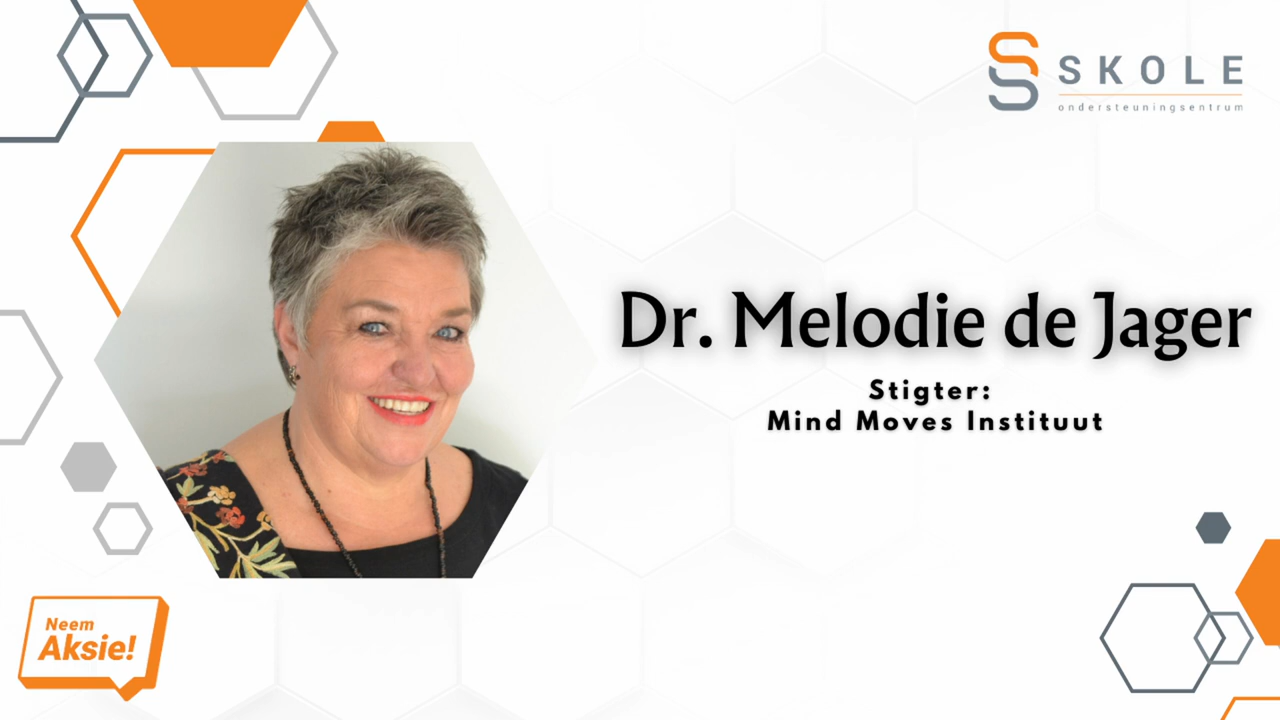 SKOLE
ondersteuningsentrum
Dr. Melodie de Jager
Stigter:
Mind Moves Instituut
Neem
Aksie!